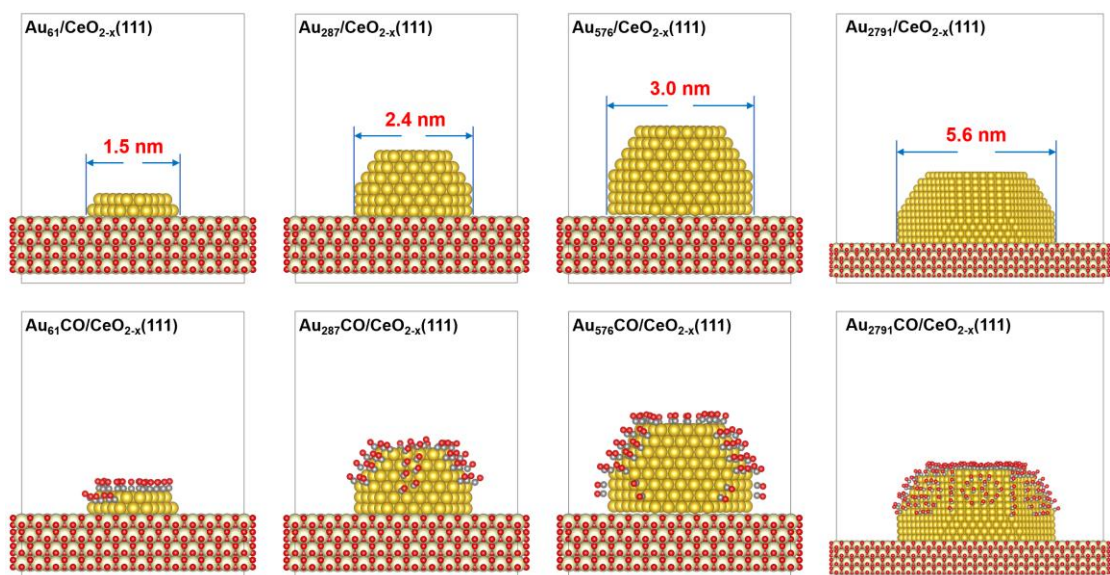 Au₆₁/CeO₂₋ₓ(111)
Au₂₈₇/CeO₂₋ₓ(111)
Au₅₇₆/CeO₂₋ₓ(111)
Au₂₇₉₁/CeO₂₋ₓ(111)
1.5 nm
2.4 nm
3.0 nm
5.6 nm
Au₆₁CO/CeO₂₋ₓ(111)
Au₂₈₇CO/CeO₂₋ₓ(111)
Au₅₇₆CO/CeO₂₋ₓ(111)
Au₂₇₉₁CO/CeO₂₋ₓ(111)